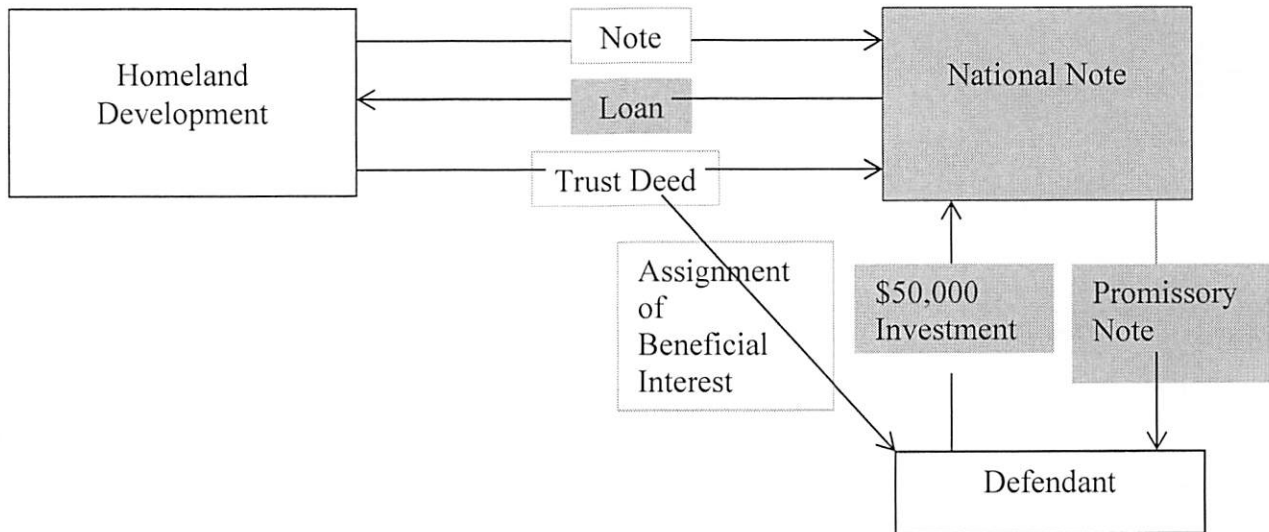 Homeland
Development
Note
Loan
Trust Deed
National Note
Assignment
of
Beneficial
Interest
$50,000
Investment
Promissory
Note
Defendant